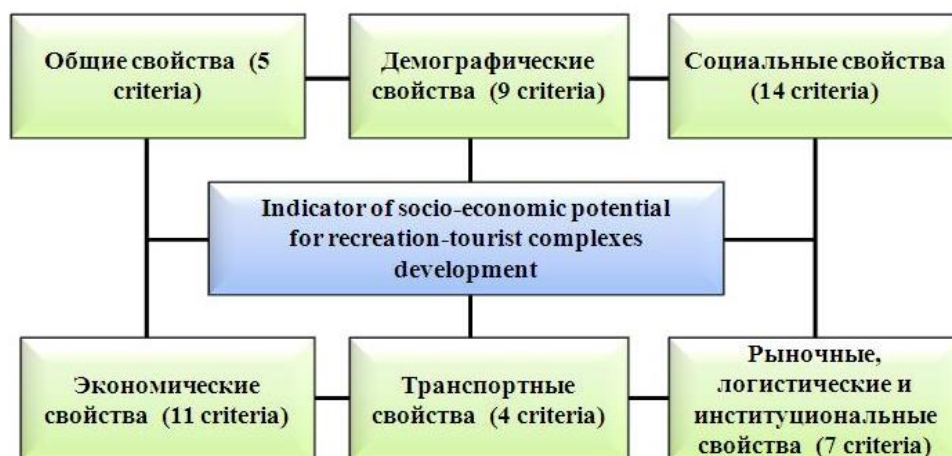 Общие свойства (5
criteria)
Демографические
свойства (9 criteria)
Социальные свойства
(14 criteria)
Indicator of socio-economic potential
for recreation-tourist complexes
development
Экономические
свойства (11 criteria)
Транспортные
свойства (4 criteria)
Рыночные,
логистические и
институциональные
свойства (7 criteria)